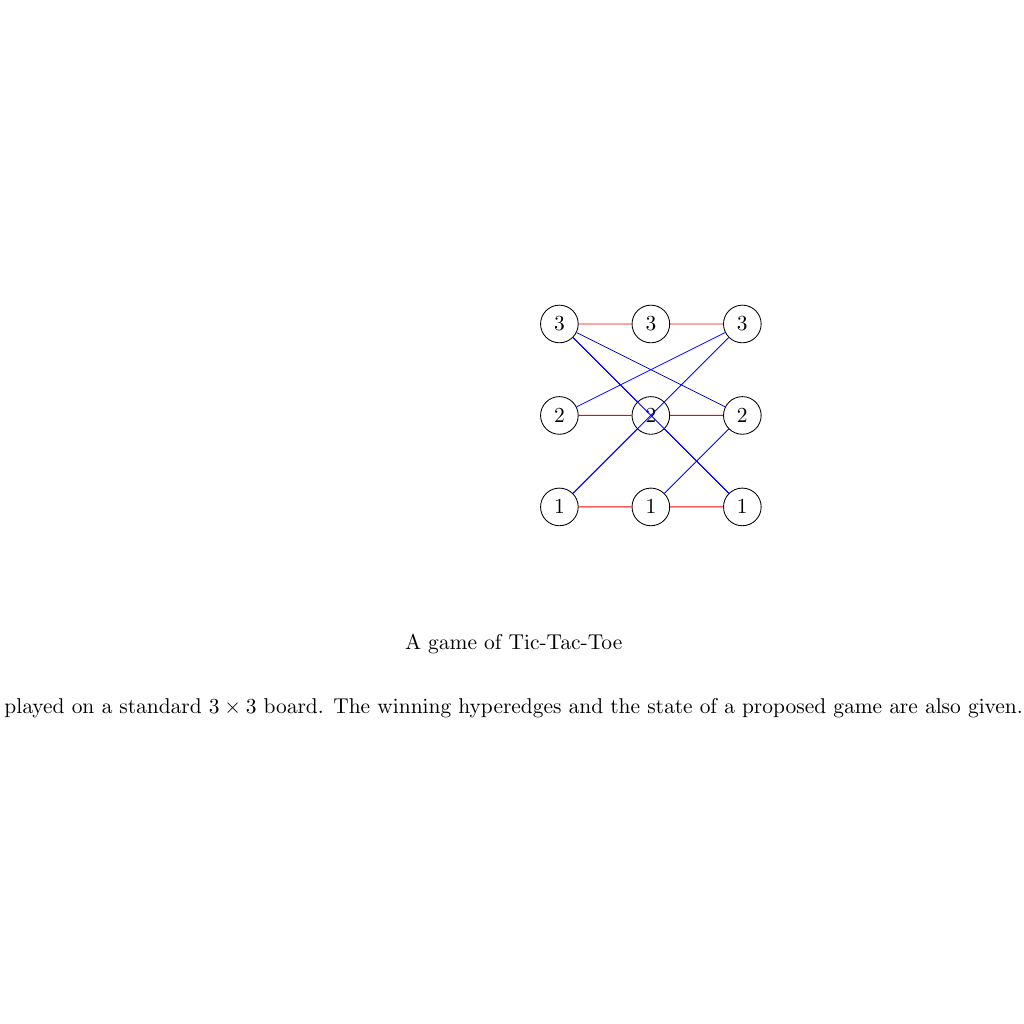 3 3 3
2 2 2
1 1 1
A game of Tic-Tac-Toe
played on a standard 3 × 3 board. The winning hyperedges and the state of a proposed game are also given.